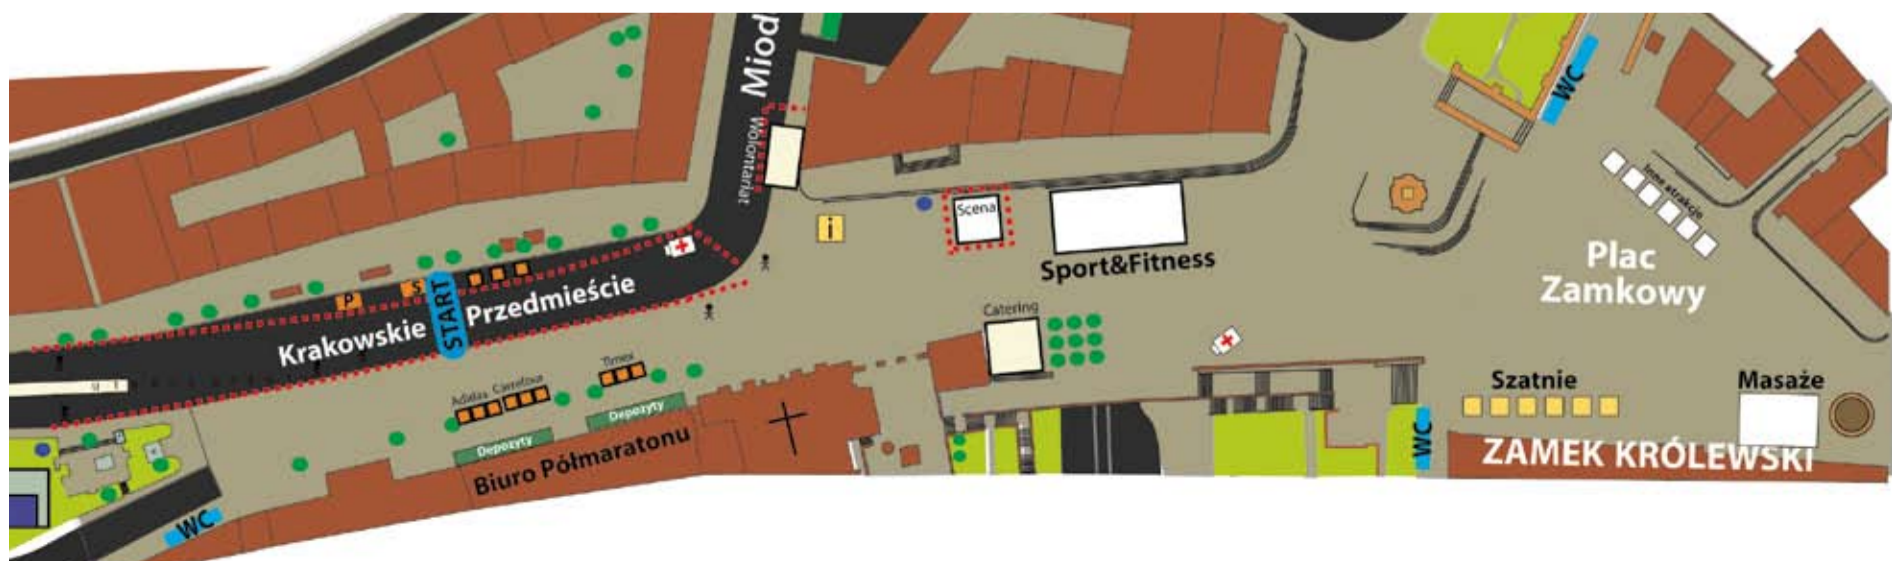 Miod
Wolontariat
WC
i
Scena
Sport&Fitness
Inne atrakcje
Plac
Zamkowy
P
S
START
Krakowskie Przedmieście
Catering
Timex
Adidas Carrefour
Depozyty
Depozyty
Biuro Półmaratonu
WC
WC
Szatnie
Masaże
ZAMEK KRÓLEWSKI